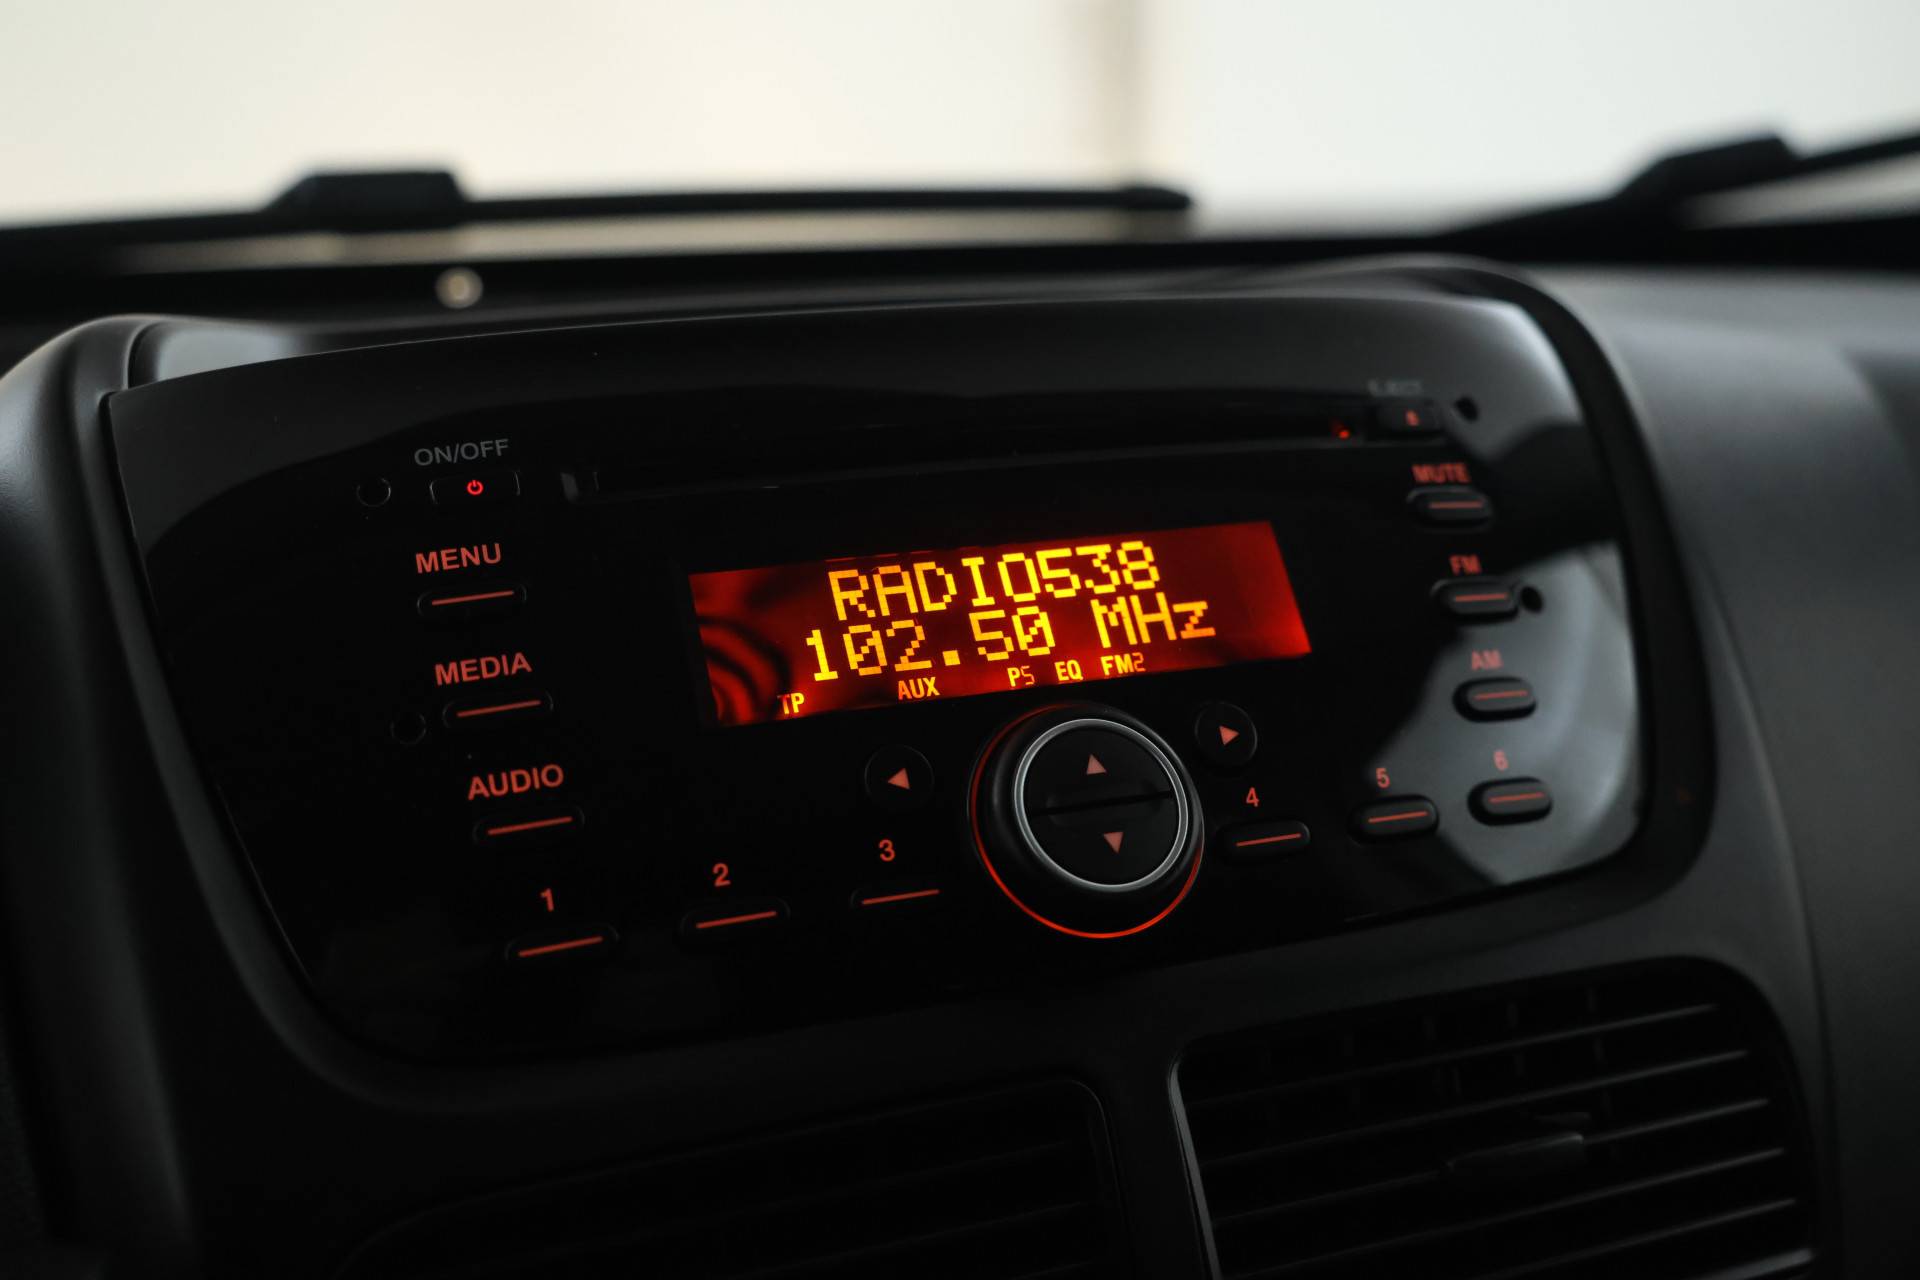 EJECT
ON/OFF
MUTE
MENU
RADIO538
FM
102.50 MHz
MEDIA
TP AUX PS EQ FM2
AM
AUDIO
1 2 3 4 5 6